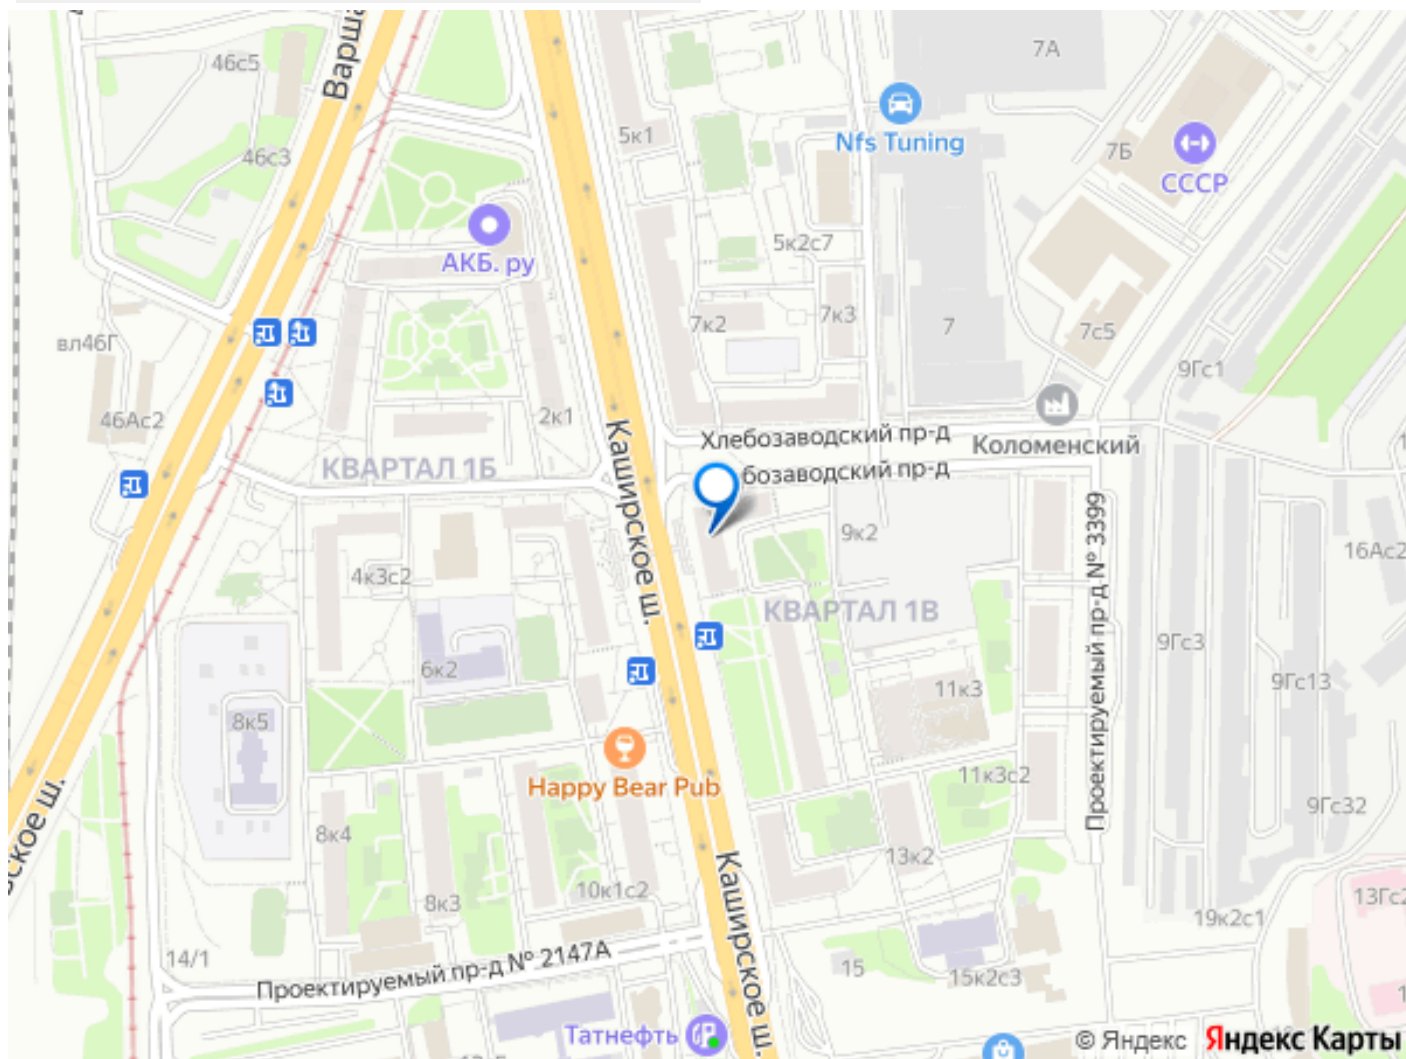 46с5
Варша
7А
5к1
Nfs Tuning
7Б
СССР
46с3
АКБ. ру
5к2с7
7к2
7к3
7
7с5
вл46Г
9Гс1
46Ас2
2к1
Каширское ш.
Хлебозаводский пр-д
Коломенский
КВАРТАЛ 1Б
бозаводский пр-д
9к2
Проектируемый пр-д № 3399
16Ас2
4к3с2
КВАРТАЛ 1В
9Гс3
6к2
11к3
9Гс13
8к5
11к3с2
Happy Bear Pub
9Гс32
8к4
ское ш.
13к2
Каширское ш.
10к1с2
8к3
13Гс2
19к2с1
14/1
Проектируемый пр-д № 2147А
15
15к2с3
Татнефть
© Яндекс Яндекс Карты